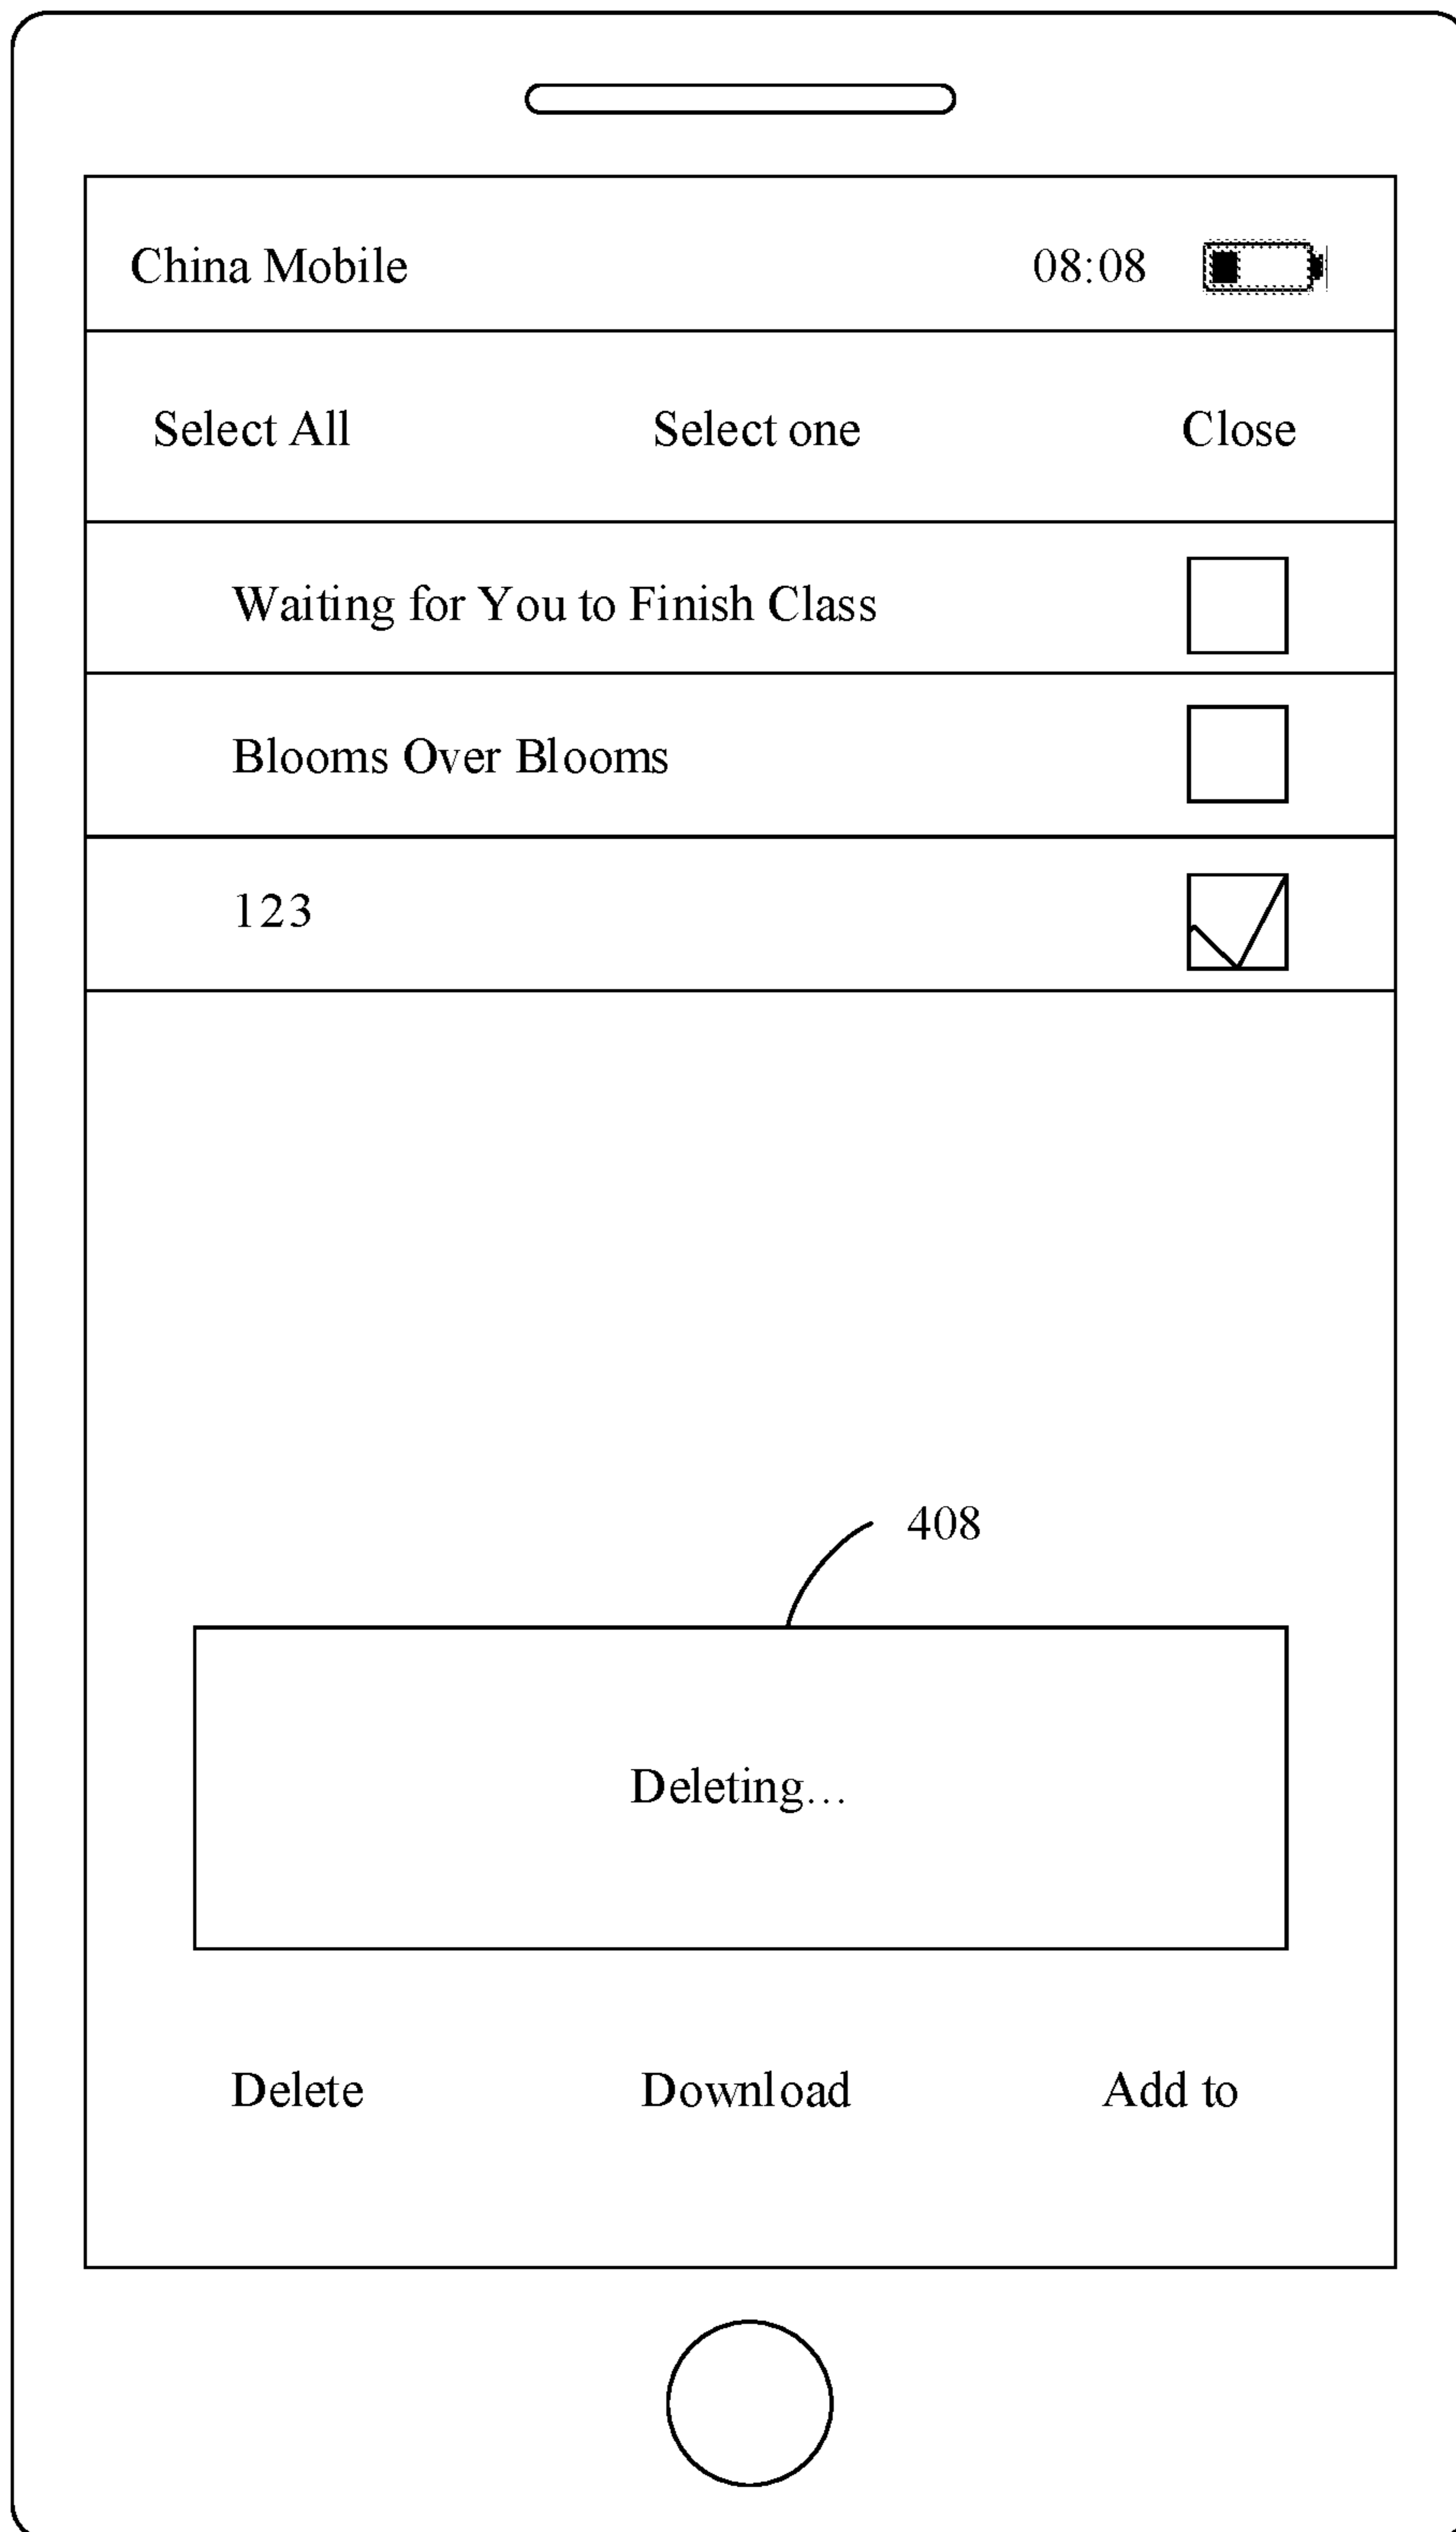 China Mobile 08:08
Select All Select one Close
Waiting for You to Finish Class
Blooms Over Blooms
123
408
Deleting...
Delete Download Add to